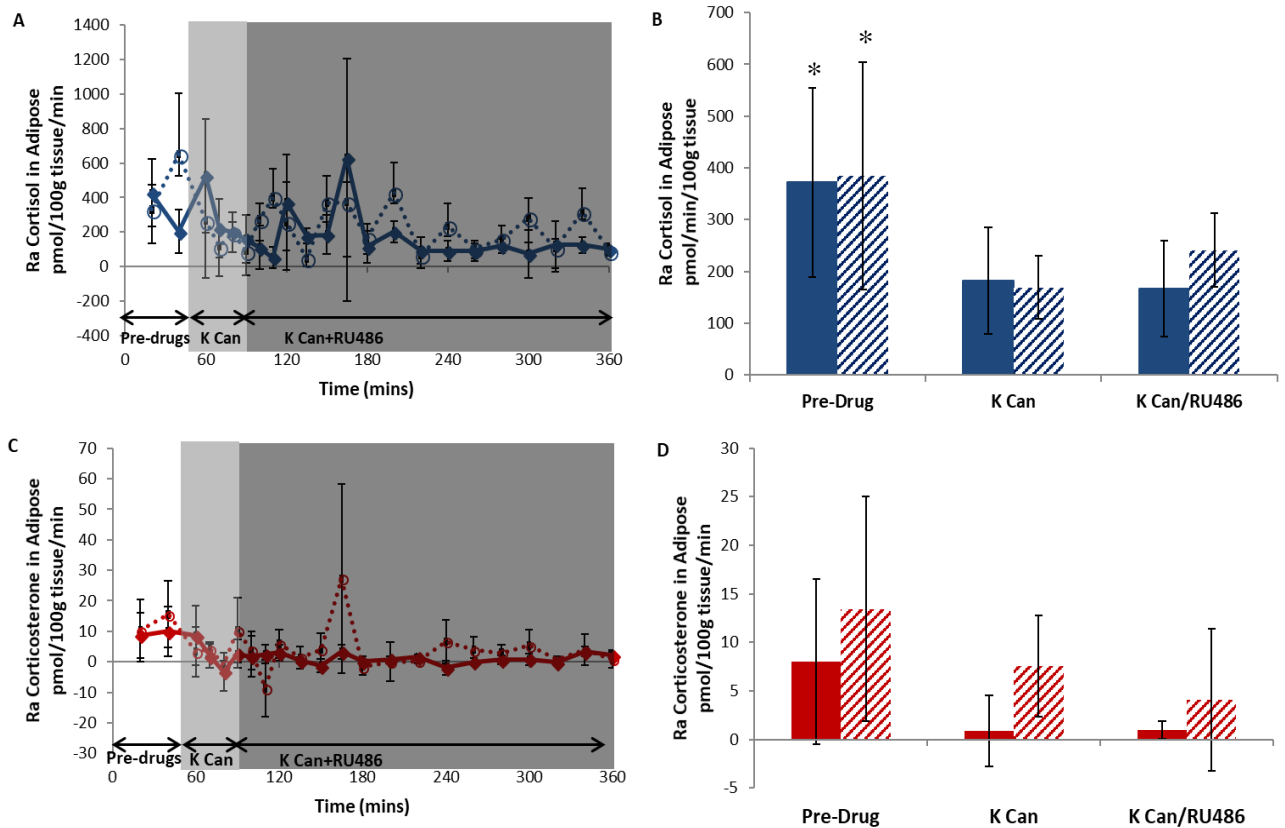 A
Ra Cortisol in Adipose
pmol/100g tissue/min
1400
1200
1000
800
600
400
200
0
-200
-400
Pre-drugs
K Can
K Can+RU486
0
60
120
180
240
300
360
Time (mins)
B
Ra Cortisol in Adipose
pmol/min/100g tissue
700
600
500
400
300
200
100
0
*
*
Pre-Drug
K Can
K Can/RU486
C
Ra Corticosterone in Adipose
pmol/100g tissue/min
70
60
50
40
30
20
10
0
-10
-20
-30
Pre-drugs
K Can
K Can+RU486
0
60
120
180
240
300
360
Time (mins)
D
Ra Corticosterone in Adipose
pmol/100g tissue/min
30
25
20
15
10
5
0
-5
Pre-Drug
K Can
K Can/RU486